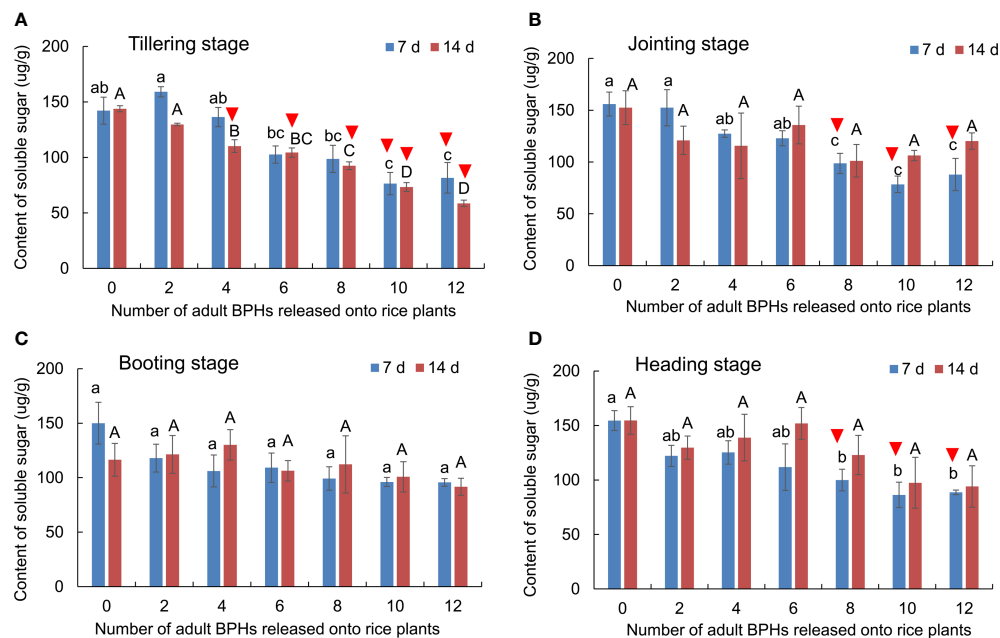 A
Tillering stage
7 d 14 d
Content of soluble sugar (ug/g)
200
150
100
50
0
ab A a A ab B bc BC bc C c D c D
0 2 4 6 8 10 12
Number of adult BPHs released onto rice plants
B
Jointing stage
7 d 14 d
Content of soluble sugar (ug/g)
200
150
100
50
0
a A a A ab A ab A c A c A c A
0 2 4 6 8 10 12
Number of adult BPHs released onto rice plants
C
Booting stage
7 d 14 d
Content of soluble sugar (ug/g)
200
150
100
50
0
a A a A a A a A a A a A a A
0 2 4 6 8 10 12
Number of adult BPHs released onto rice plants
D
Heading stage
7 d 14 d
Content of soluble sugar (ug/g)
200
150
100
50
0
a A ab A ab A ab A b A b A b A
0 2 4 6 8 10 12
Number of adult BPHs released onto rice plants